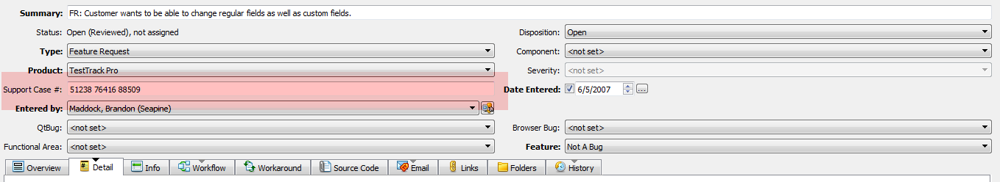 Summary: FR: Customer wants to be able to change regular fields as well as custom fields.
Status: Open (Reviewed), not assigned Disposition: Open
Type: Feature Request Component: <not set>
Product: TestTrack Pro Severity: <not set>
Support Case #: 51238 76416 88509 Date Entered: 6/5/2007 ...
Entered by: Maddock, Brandon (Seapine)
QtBug: <not set> Browser Bug: <not set>
Functional Area: <not set> Feature: Not A Bug
Overview Detail Info Workflow Workaround Source Code Email Links Folders History